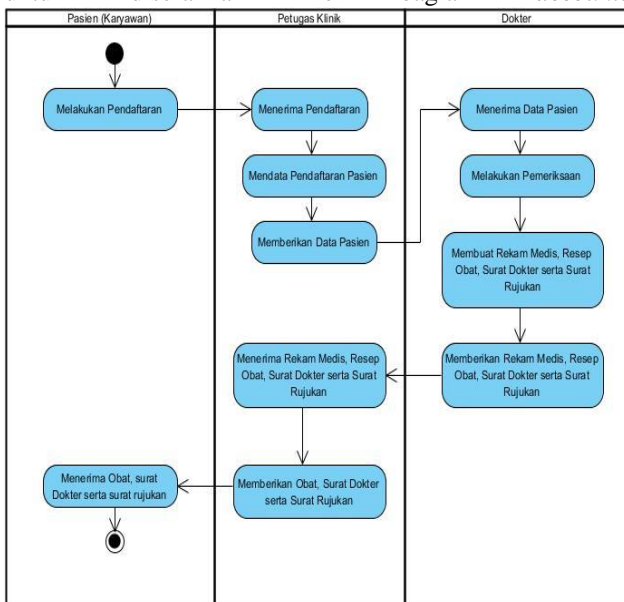 Pasien (Karyawan)
Petugas Klinik
Dokter
Melakukan Pendaftaran
Menerima Pendaftaran
Menerima Data Pasien
Mendata Pendaftaran Pasien
Melakukan Pemeriksaan
Memberikan Data Pasien
Membuat Rekam Medis, Resep
Obat, Surat Dokter serta Surat
Rujukan
Menerima Rekam Medis, Resep
Obat, Surat Dokter serta Surat
Rujukan
Memberikan Rekam Medis, Resep
Obat, Surat Dokter serta Surat
Rujukan
Menerima Obat, surat
Dokter serta surat rujukan
Memberikan Obat, Surat Dokter
serta Surat Rujukan